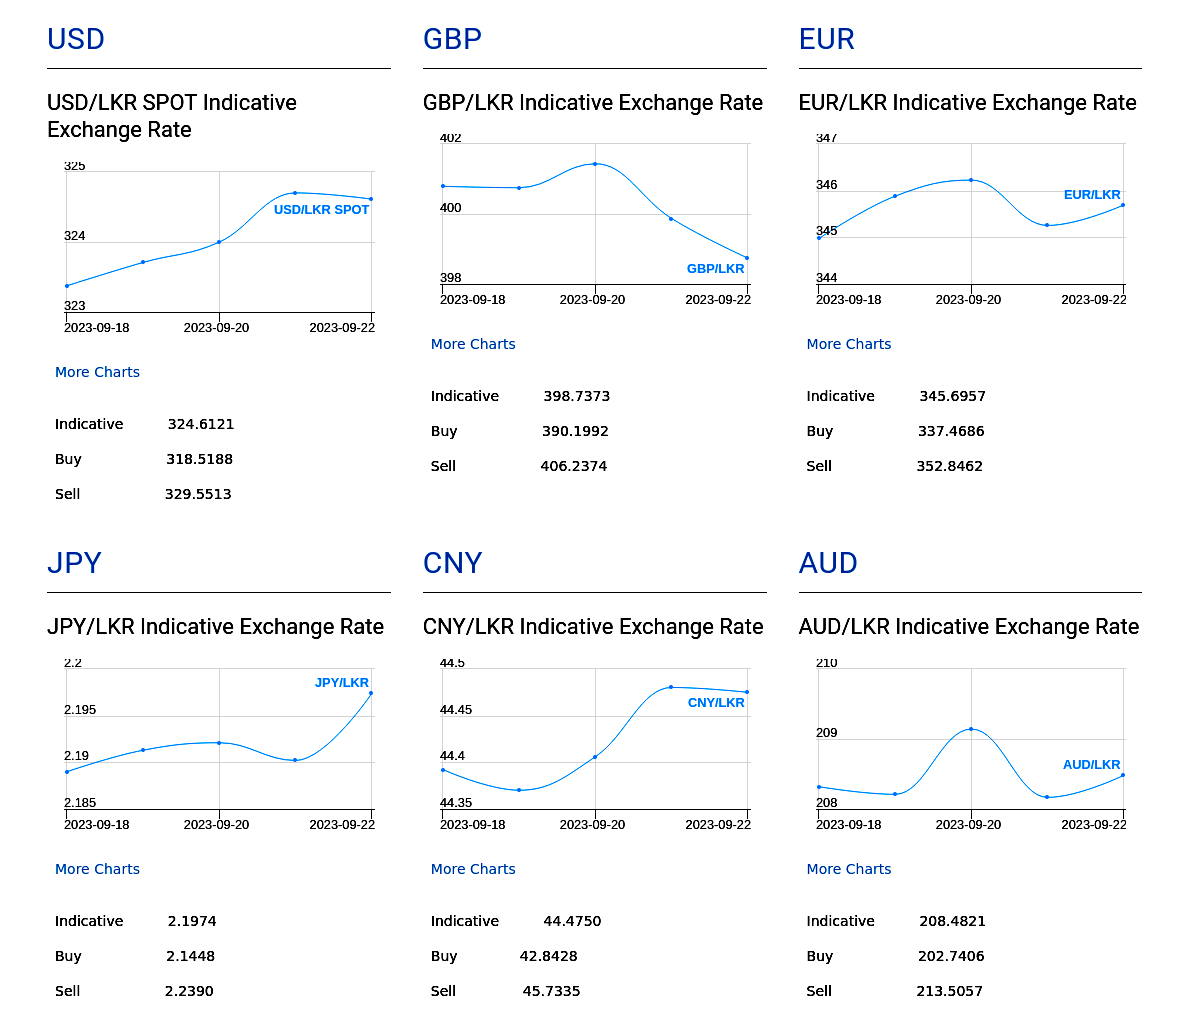 USD
USD/LKR SPOT Indicative
Exchange Rate
325
324
323
USD/LKR SPOT
2023-09-18 2023-09-20 2023-09-22
More Charts
Indicative 324.6121
Buy 318.5188
Sell 329.5513
GBP
GBP/LKR Indicative Exchange Rate
402
400
398
GBP/LKR
2023-09-18 2023-09-20 2023-09-22
More Charts
Indicative 398.7373
Buy 390.1992
Sell 406.2374
EUR
EUR/LKR Indicative Exchange Rate
347
346
345
344
EUR/LKR
2023-09-18 2023-09-20 2023-09-22
More Charts
Indicative 345.6957
Buy 337.4686
Sell 352.8462
JPY
JPY/LKR Indicative Exchange Rate
2.2
2.195
2.19
2.185
JPY/LKR
2023-09-18 2023-09-20 2023-09-22
More Charts
Indicative 2.1974
Buy 2.1448
Sell 2.2390
CNY
CNY/LKR Indicative Exchange Rate
44.5
44.45
44.4
44.35
CNY/LKR
2023-09-18 2023-09-20 2023-09-22
More Charts
Indicative 44.4750
Buy 42.8428
Sell 45.7335
AUD
AUD/LKR Indicative Exchange Rate
210
209
208
AUD/LKR
2023-09-18 2023-09-20 2023-09-22
More Charts
Indicative 208.4821
Buy 202.7406
Sell 213.5057